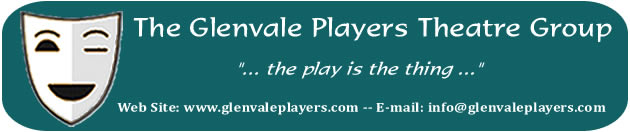 The Glenvale Players Theatre Group
"... the play is the thing ..."
Web Site: www.glenvaleplayers.com -- E-mail: info@glenvaleplayers.com